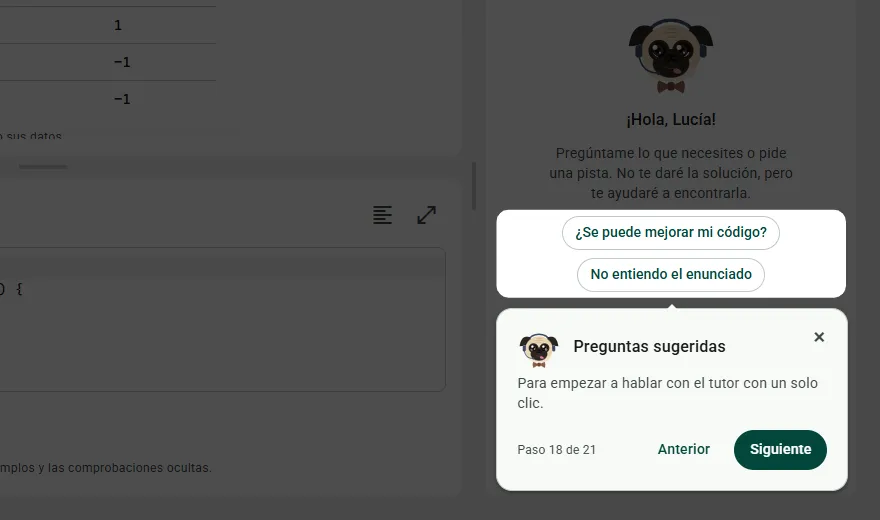 1
−1
−1
o sus datos
{
mplos y las comprobaciones ocultas.
¡Hola, Lucía!
Pregúntame lo que necesites o pide
una pista. No te daré la solución, pero
te ayudaré a encontrarla.
¿Se puede mejorar mi código?
No entiendo el enunciado
Preguntas sugeridas
×
Para empezar a hablar con el tutor con un solo
clic.
Paso 18 de 21
Anterior
Siguiente